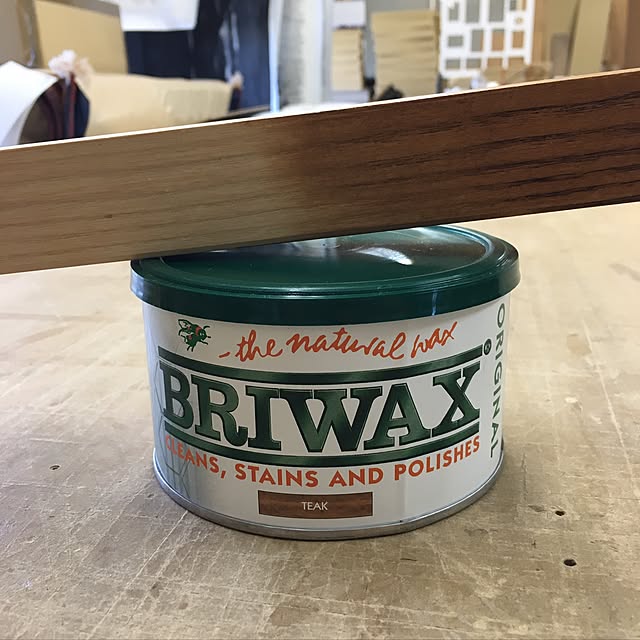 - the natural wax
BRIWAX
ORIGINAL
CLEANS, STAINS AND POLISHES
TEAK